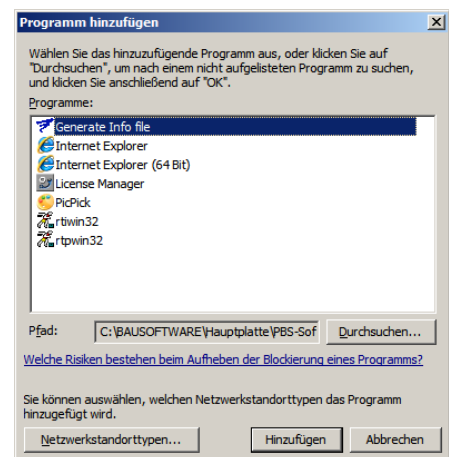 Programm hinzufügen
Wählen Sie das hinzuzufügende Programm aus, oder klicken Sie auf
"Durchsuchen", um nach einem nicht aufgelisteten Programm zu suchen,
und klicken Sie anschließend auf "OK".
Programme:
Generate Info file
Internet Explorer
Internet Explorer (64 Bit)
License Manager
PicPick
rtiwin32
rtpwin32
Pfad: C:\BAUSOFTWARE\Hauptplatte\PBS-Sof Durchsuchen...
Welche Risiken bestehen beim Aufheben der Blockierung eines Programms?
Sie können auswählen, welchen Netzwerkstandorttypen das Programm
hinzugefügt wird.
Netzwerkstandorttypen... Hinzufügen Abbrechen